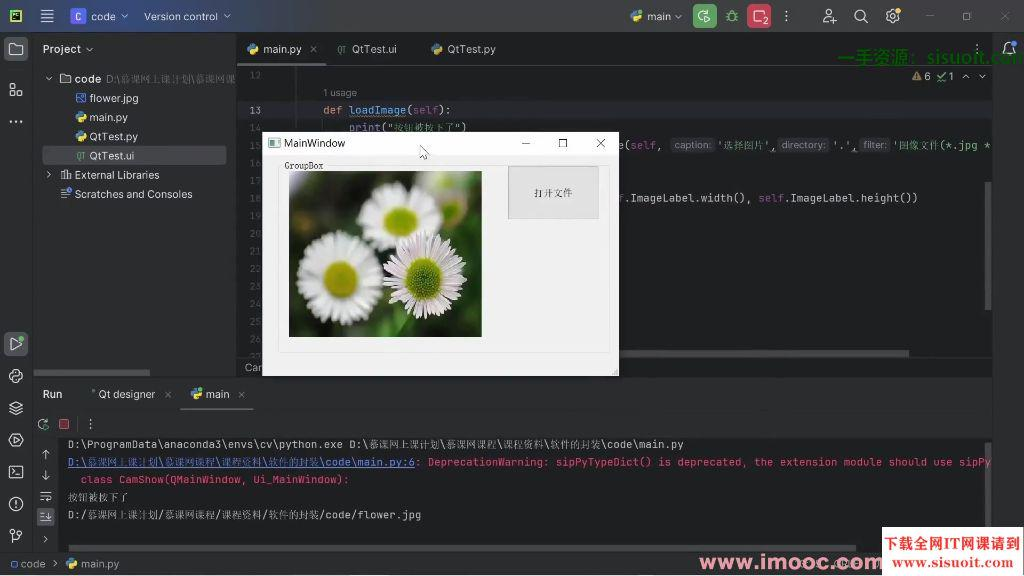 C code Version control main 2
Project main.py QtTest.ui QtTest.py
一手资源：sisuoit.com
code D:\慕课网上课计划\慕课网课
flower.jpg
main.py
QtTest.py
QtTest.ui
External Libraries
Scratches and Consoles
12
6 1
1 usage
13 def loadImage(self):
14 print("按钮被按下了")
(self, caption: '选择图片', directory: '.', filter: '图像文件(*.jpg *
.ImageLabel.width(), self.ImageLabel.height())
MainWindow
GroupBox
打开文件
Run Qt designer main
D:\ProgramData\anaconda3\envs\cv\python.exe D:\慕课网上课计划\慕课网课程\课程资料\软件的封装\code\main.py
D:\慕课网上课计划\慕课网课程\课程资料\软件的封装\code\main.py:6: DeprecationWarning: sipPyTypeDict() is deprecated, the extension module should use sipPy
class CamShow(QMainWindow, Ui_MainWindow):
按钮被按下了
D:/慕课网上课计划/慕课网课程/课程资料/软件的封装/code/flower.jpg
code main.py
www.imooc.com
下载全网IT网课请到
www.sisuoit.com